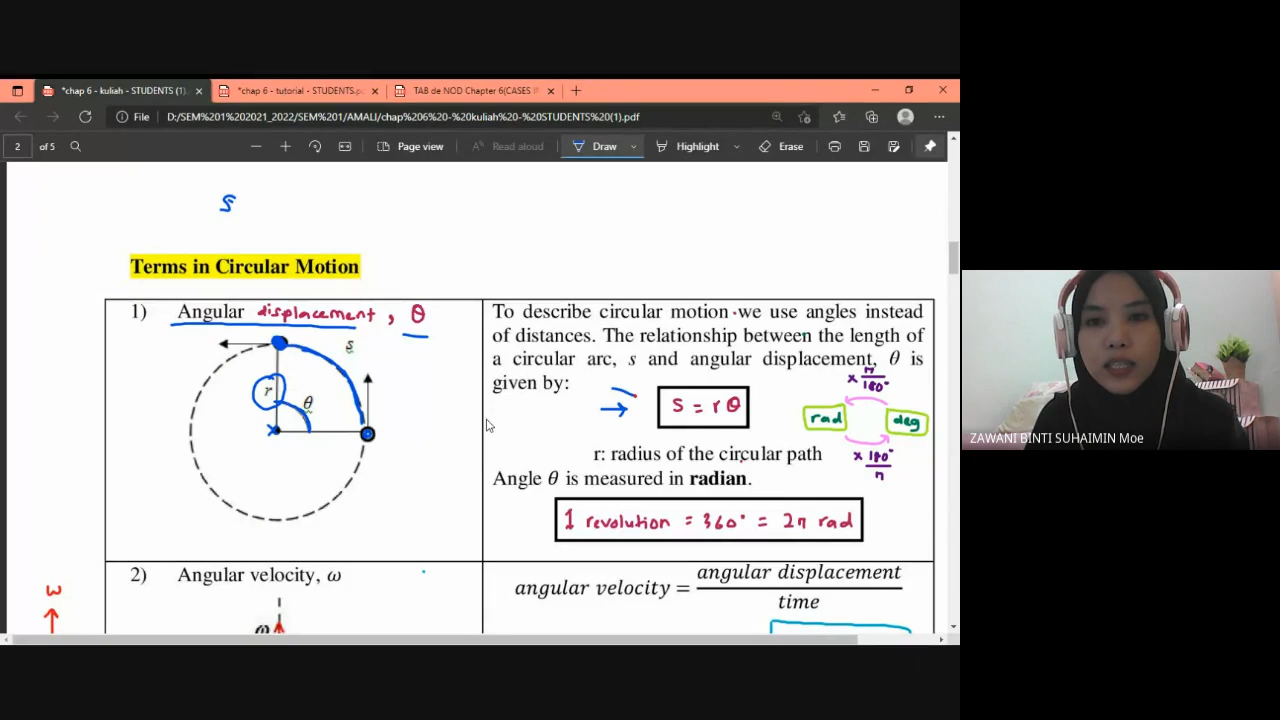 *chap 6 - kuliah - STUDENTS (1).
*chap 6 - tutorial - STUDENTS.p
TAB de NOD Chapter 6(CASES I
File
D:/SEM%201%202021_2022/SEM%201/AMALI/chap%206%20-%20kuliah%20-%20STUDENTS%20(1).pdf
2 of 5
Page view
Read aloud
Draw
Highlight
Erase
s
Terms in Circular Motion
1) Angular displacement, θ
s
r
θ
To describe circular motion we use angles instead
of distances. The relationship between the length of
a circular arc, s and angular displacement, θ is
given by:
s = rθ
× π/180°
rad
deg
× 180°/π
r: radius of the circular path
Angle θ is measured in radian.
1 revolution = 360° = 2π rad
2) Angular velocity, ω
angular velocity = angular displacement
time
ω
ω
ZAWANI BINTI SUHAIMIN Moe